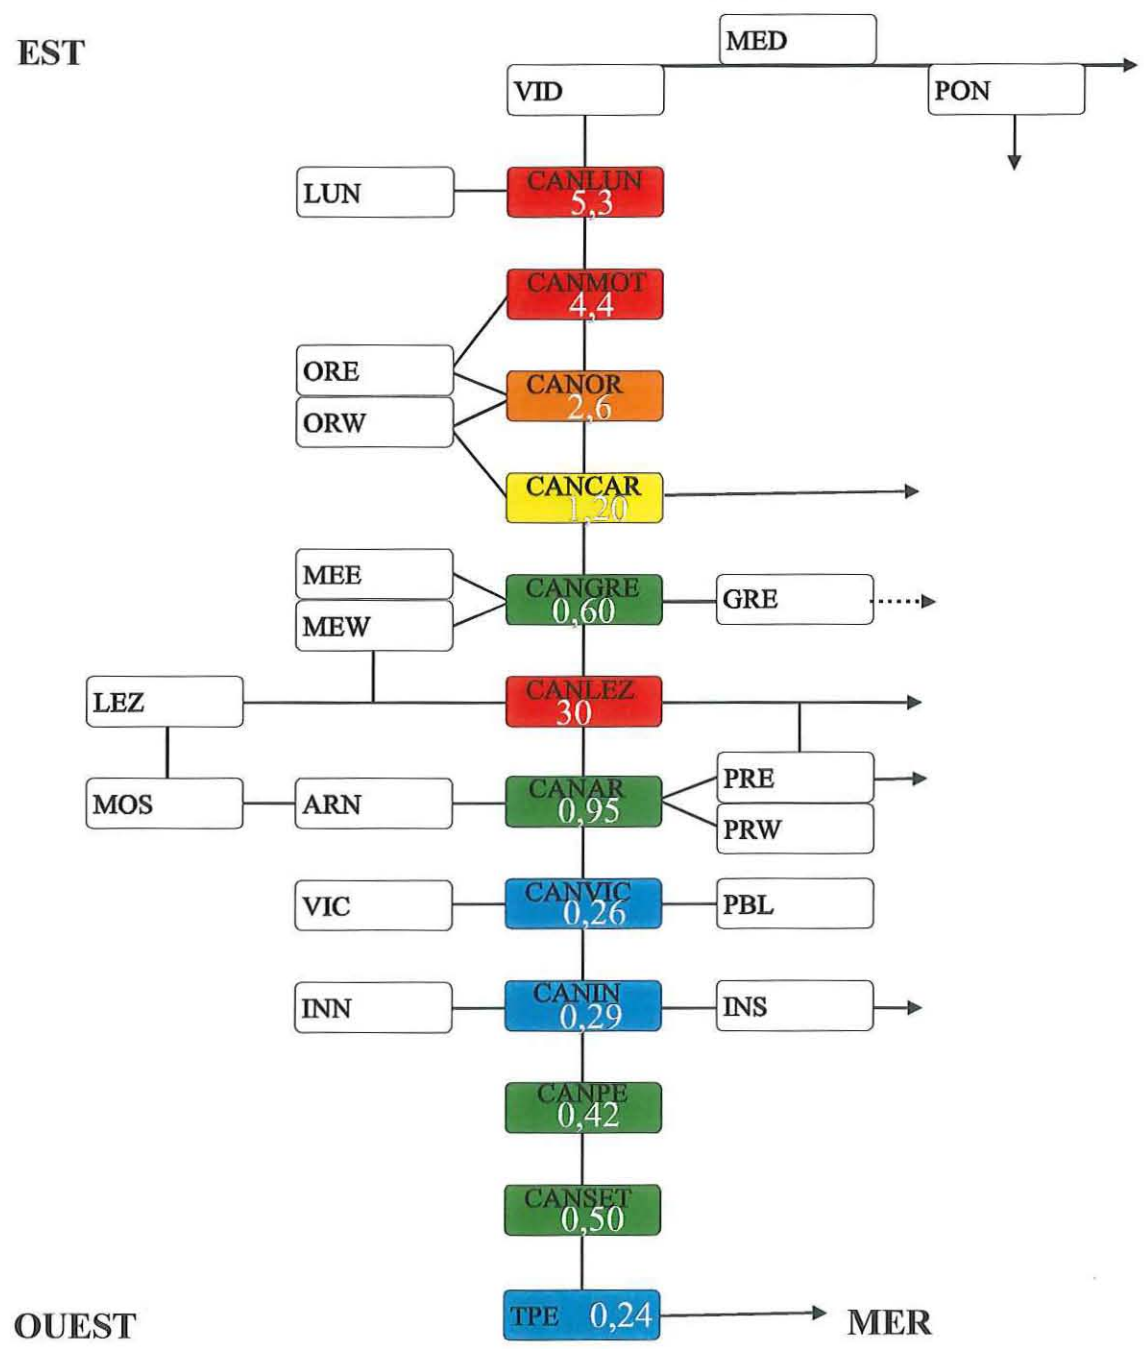 EST
MED
VID
PON
LUN
CANLUN
5,3
CANMOT
4,4
ORE
CANOR
2,6
ORW
CANCAR
1,20
MEE
CANGRE
0,60
GRE
MEW
LEZ
CANLEZ
30
PRE
MOS
ARN
CANAR
0,95
PRW
VIC
CANVIC
0,26
PBL
INN
CANIN
0,29
INS
CANPE
0,42
CANSET
0,50
TPE 0,24
OUEST
MER